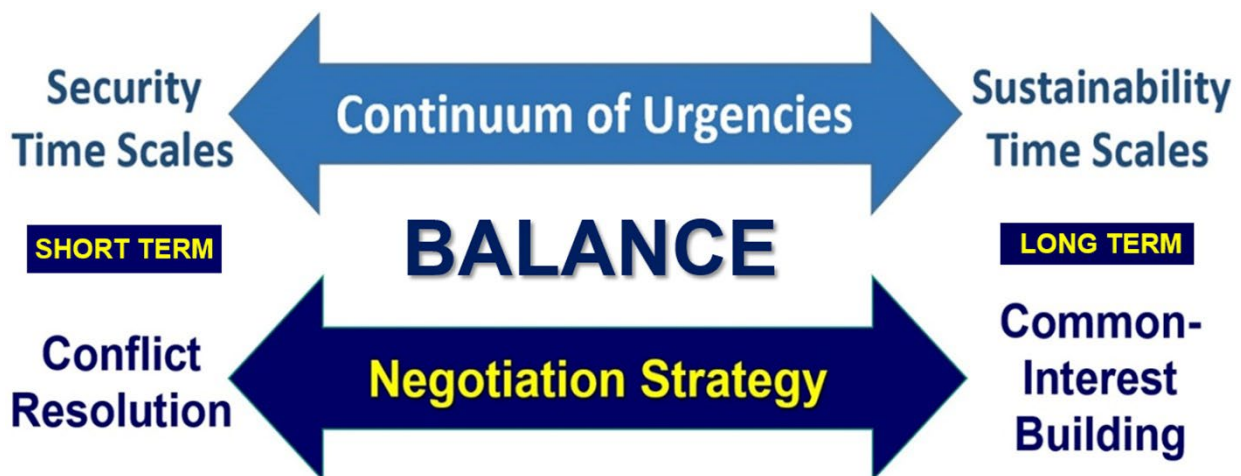 Security
Time Scales
Continuum of Urgencies
Sustainability
Time Scales
SHORT TERM
BALANCE
LONG TERM
Conflict
Resolution
Negotiation Strategy
Common-
Interest
Building